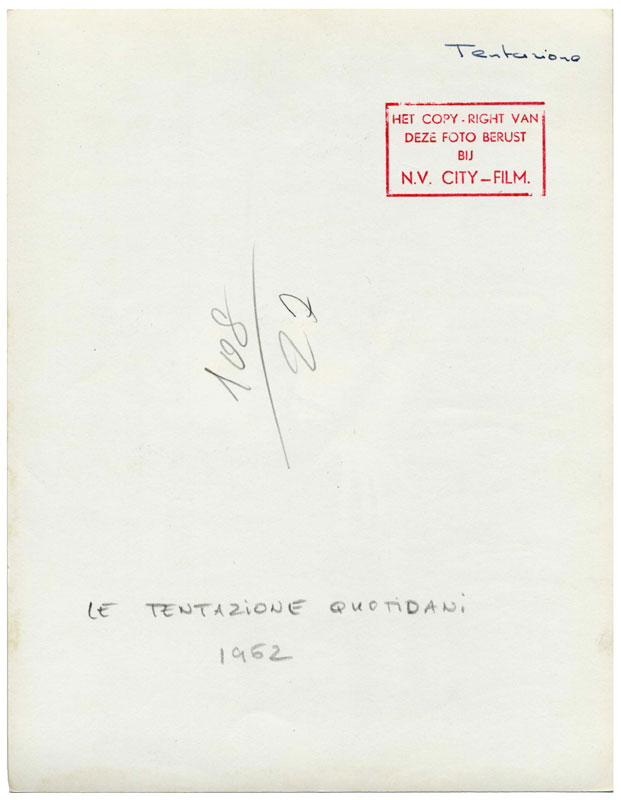 Tentazione
HET COPY-RIGHT VAN
DEZE FOTO BERUST
BIJ
N.V. CITY-FILM.
108/22
LE TENTAZIONE QUOTIDANI
1962